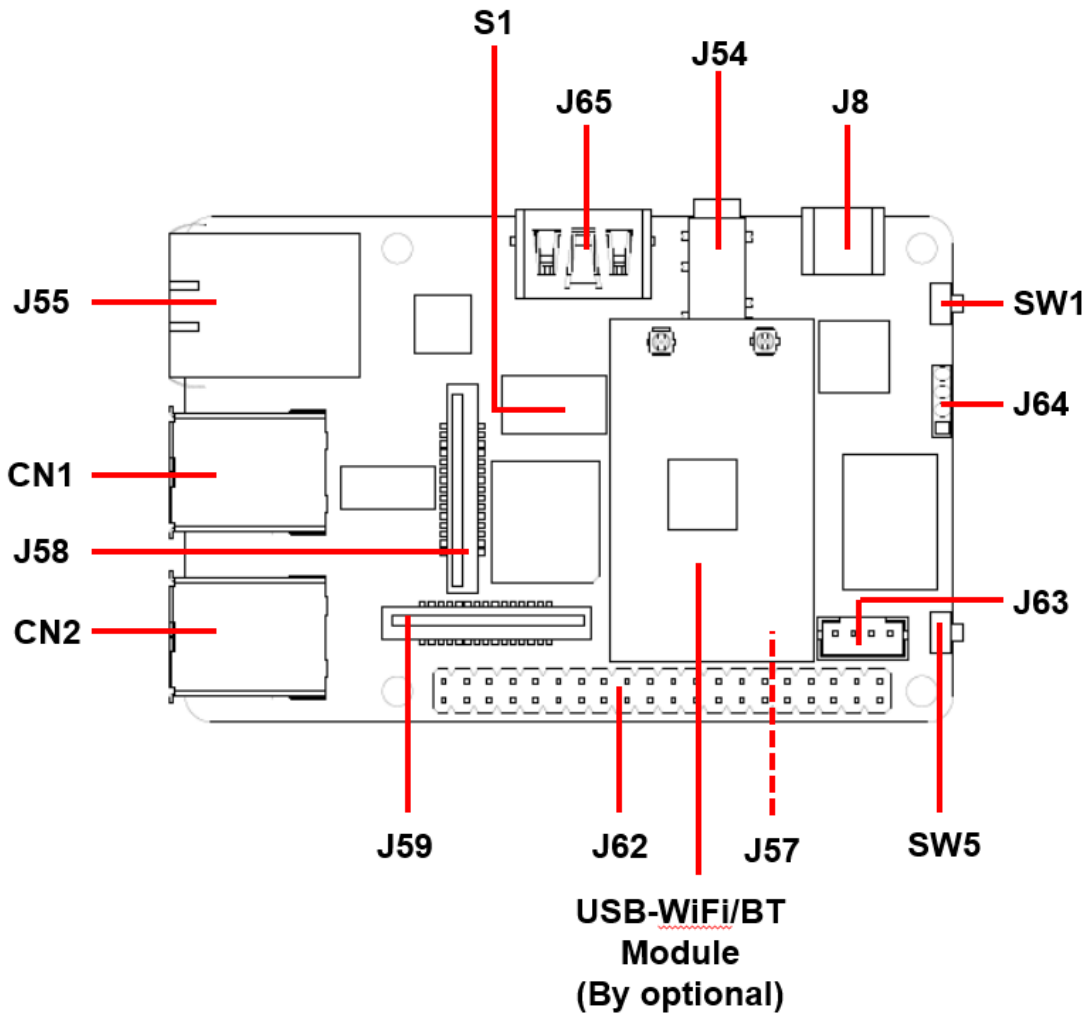 S1
J54
J65
J8
J55
SW1
J64
CN1
J58
J63
CN2
J59
J62
J57
SW5
USB-WiFi/BT
Module
(By optional)